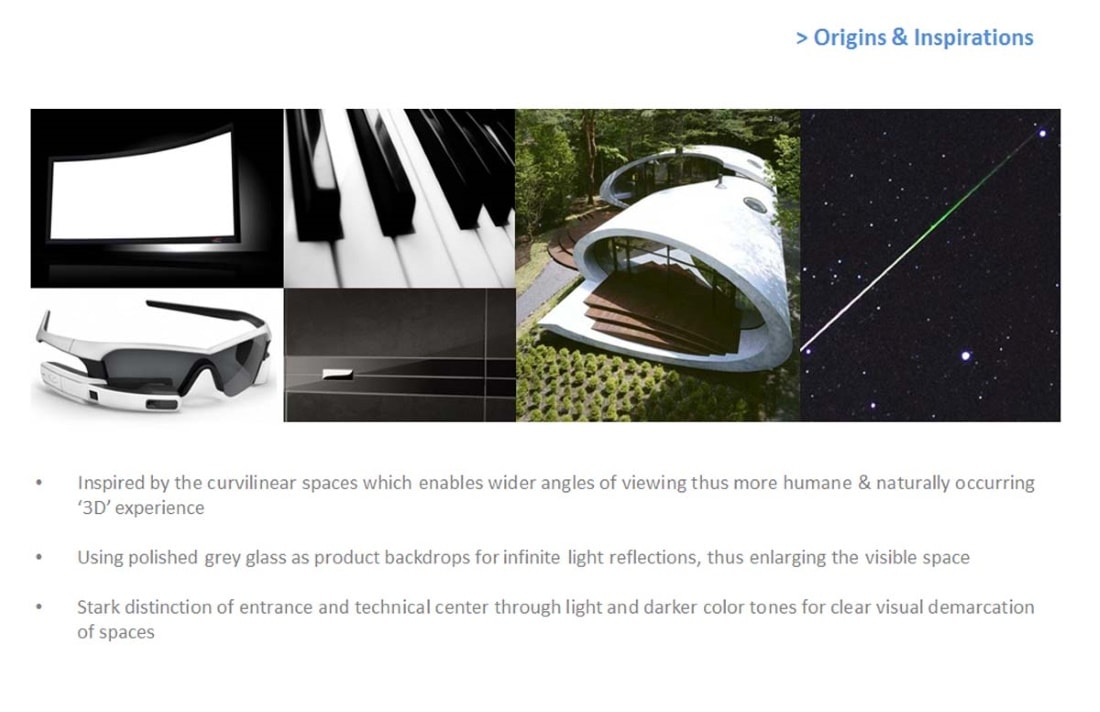 > Origins & Inspirations
• Inspired by the curvilinear spaces which enables wider angles of viewing thus more humane & naturally occurring
‘3D’ experience
• Using polished grey glass as product backdrops for infinite light reflections, thus enlarging the visible space
• Stark distinction of entrance and technical center through light and darker color tones for clear visual demarcation
of spaces